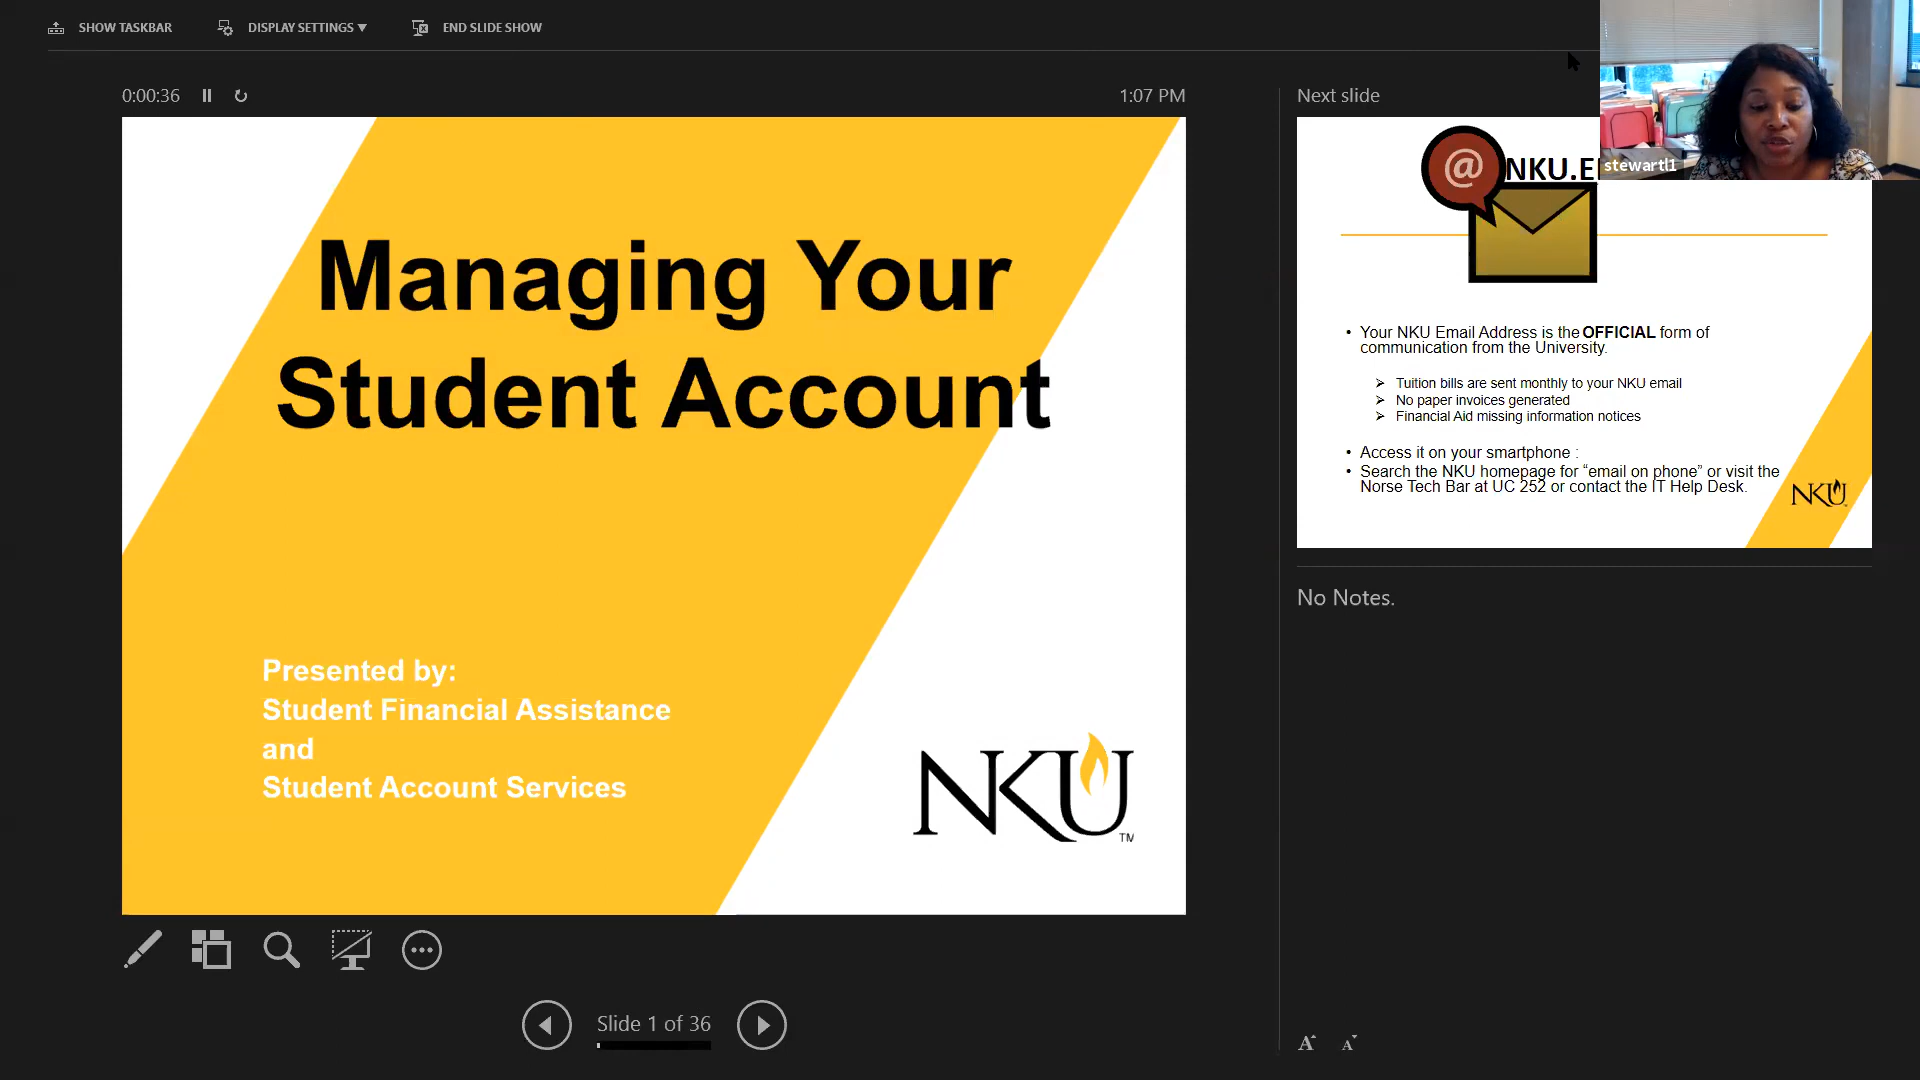 SHOW TASKBAR
DISPLAY SETTINGS
END SLIDE SHOW
0:00:36
1:07 PM
Next slide
Managing Your
Student Account
Presented by:
Student Financial Assistance
and
Student Account Services
NKU
TM
@
NKU.E
stewartl1
• Your NKU Email Address is the OFFICIAL form of
communication from the University.
➢ Tuition bills are sent monthly to your NKU email
➢ No paper invoices generated
➢ Financial Aid missing information notices
• Access it on your smartphone :
• Search the NKU homepage for “email on phone” or visit the
Norse Tech Bar at UC 252 or contact the IT Help Desk.
NKU
No Notes.
Slide 1 of 36
A A